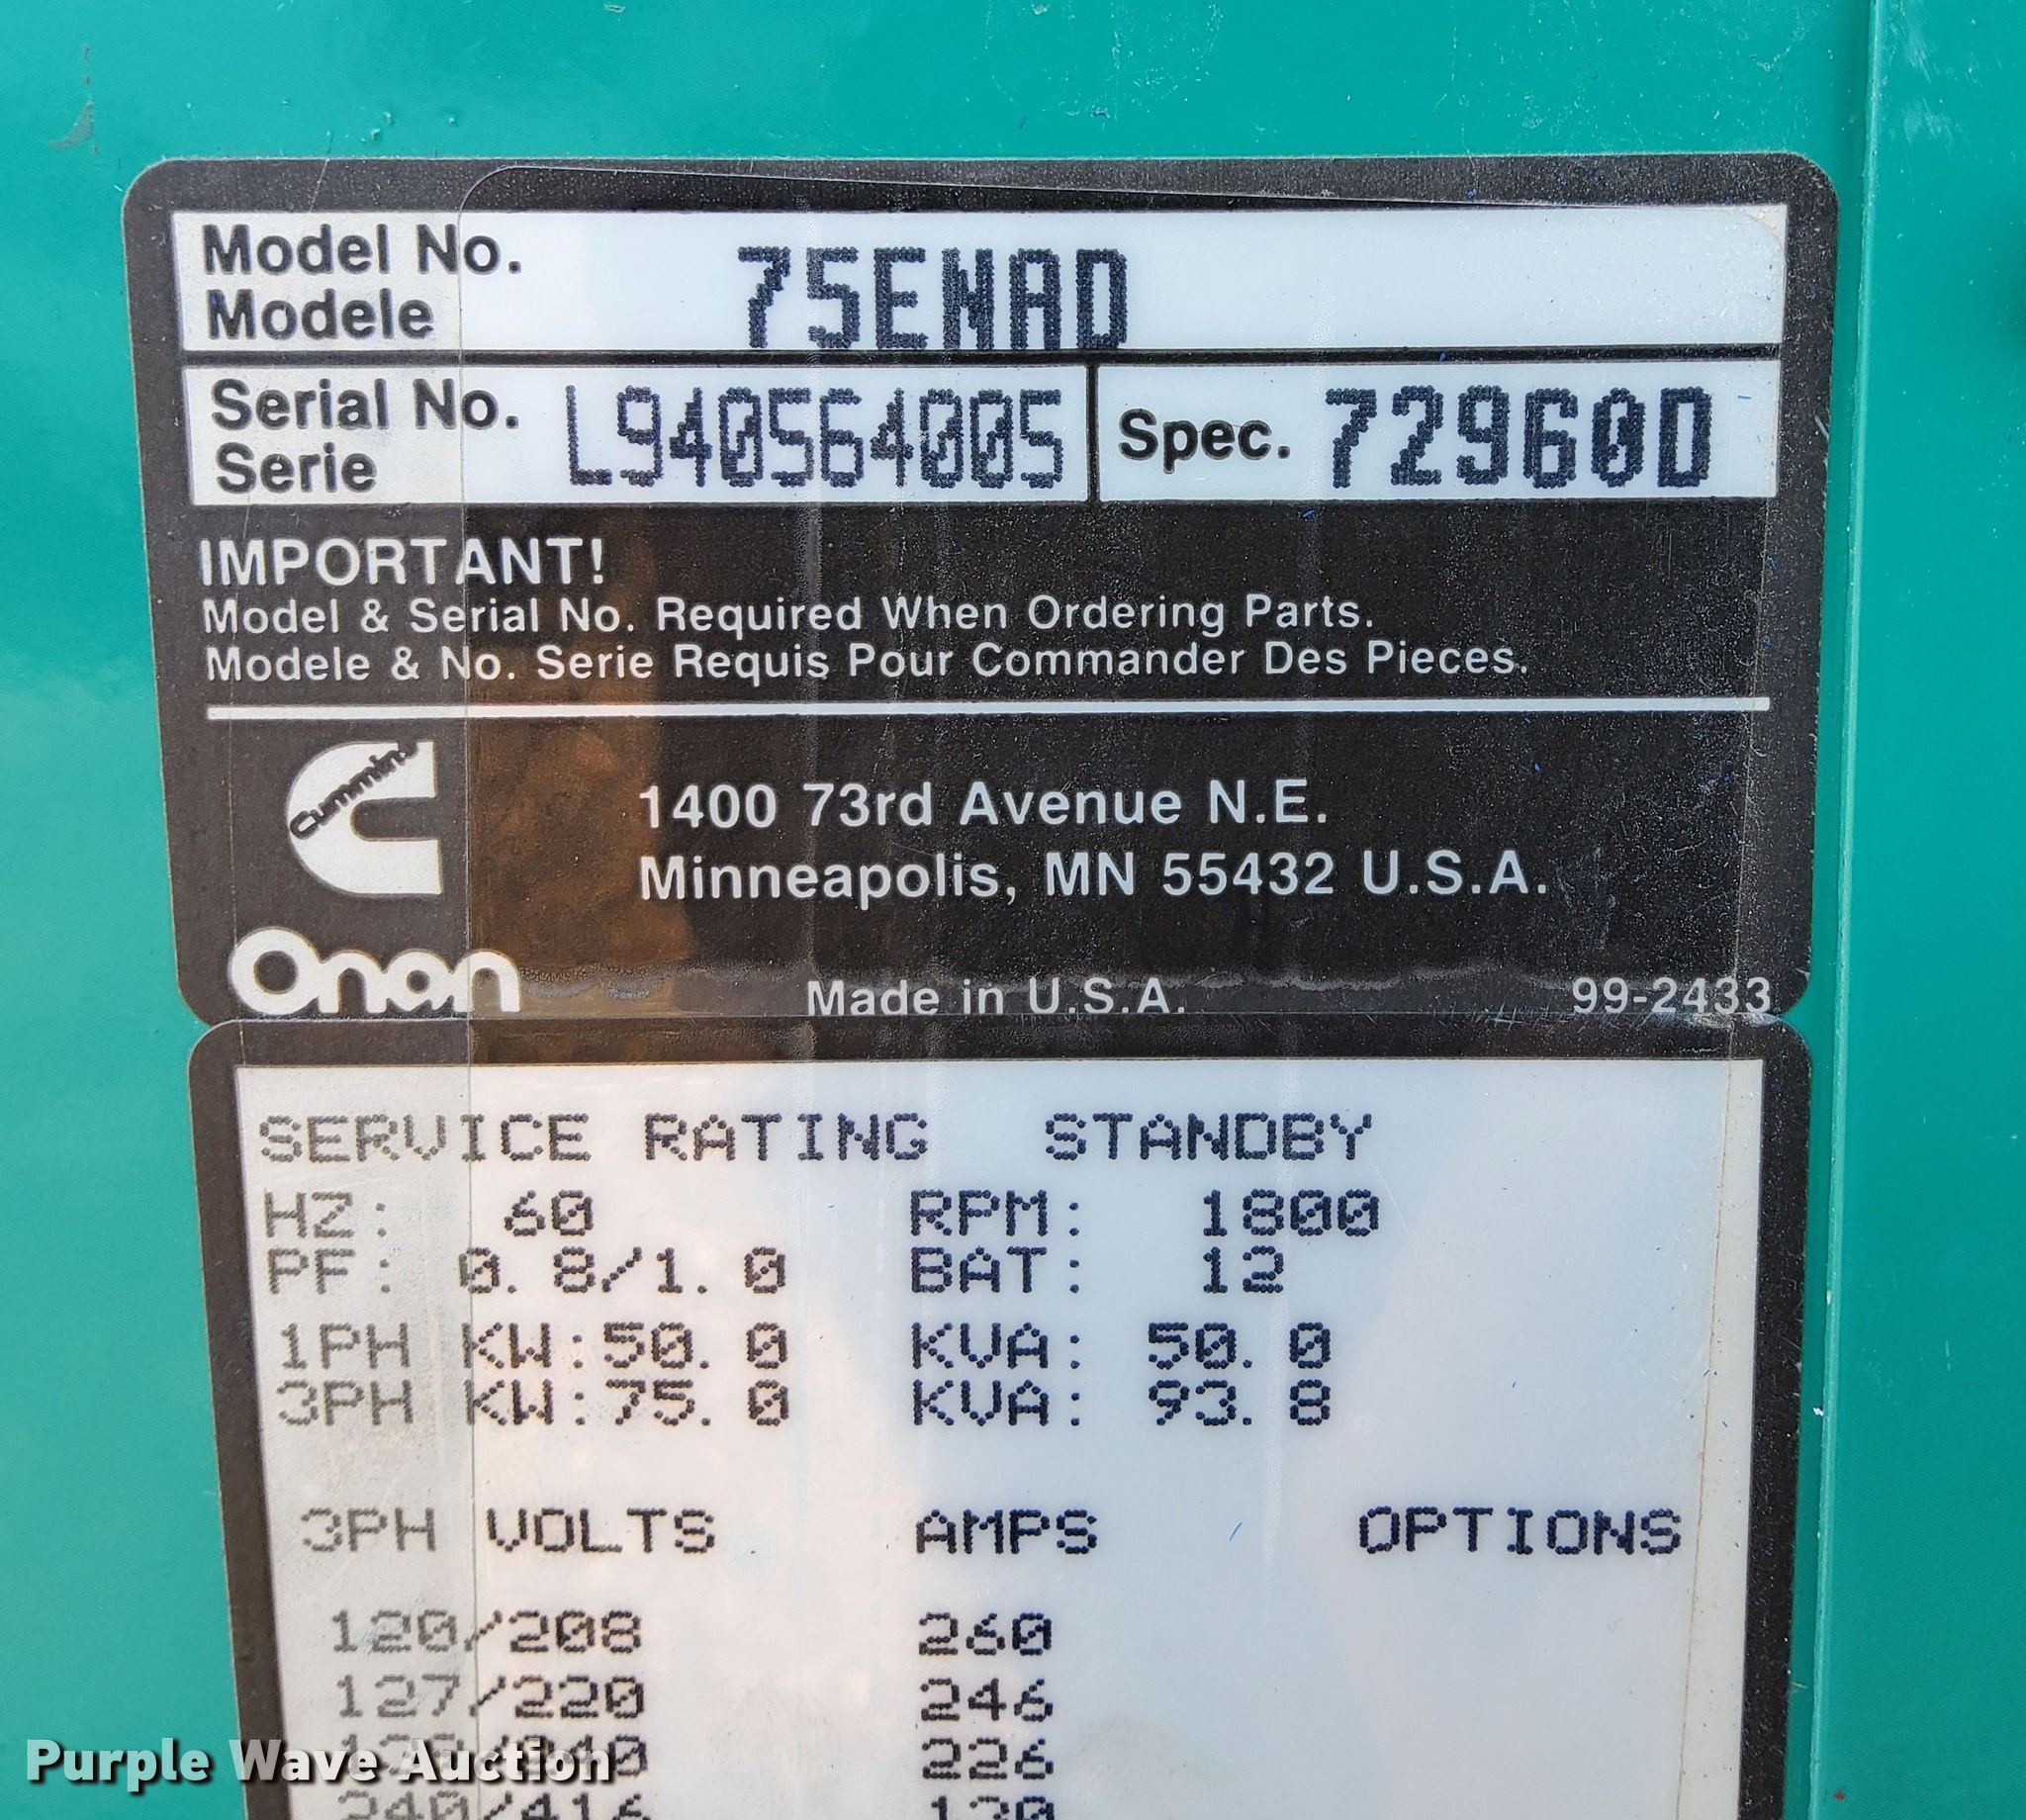 Model No.
Modele
75ENAD
Serial No.
Serie
L940564005
Spec. 72960D
IMPORTANT!
Model & Serial No. Required When Ordering Parts.
Modele & No. Serie Requis Pour Commander Des Pieces.
Cummins
Onan
1400 73rd Avenue N.E.
Minneapolis, MN 55432 U.S.A.
Made in U.S.A.
99-2433
SERVICE RATING STANDBY
HZ: 60 RPM: 1800
PF: 0.8/1.0 BAT: 12
1PH KW:50.0 KVA: 50.0
3PH KW:75.0 KVA: 93.8
3PH VOLTS AMPS OPTIONS
120/208 260
127/220 246
226
240/416 130
Purple Wave Auction